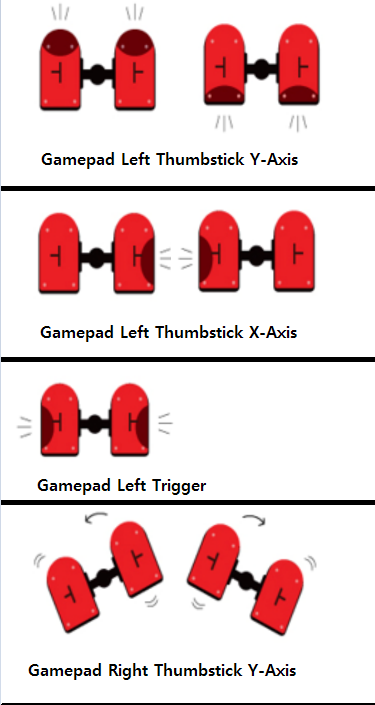 Gamepad Left Thumbstick Y-Axis
Gamepad Left Thumbstick X-Axis
Gamepad Left Trigger
Gamepad Right Thumbstick Y-Axis